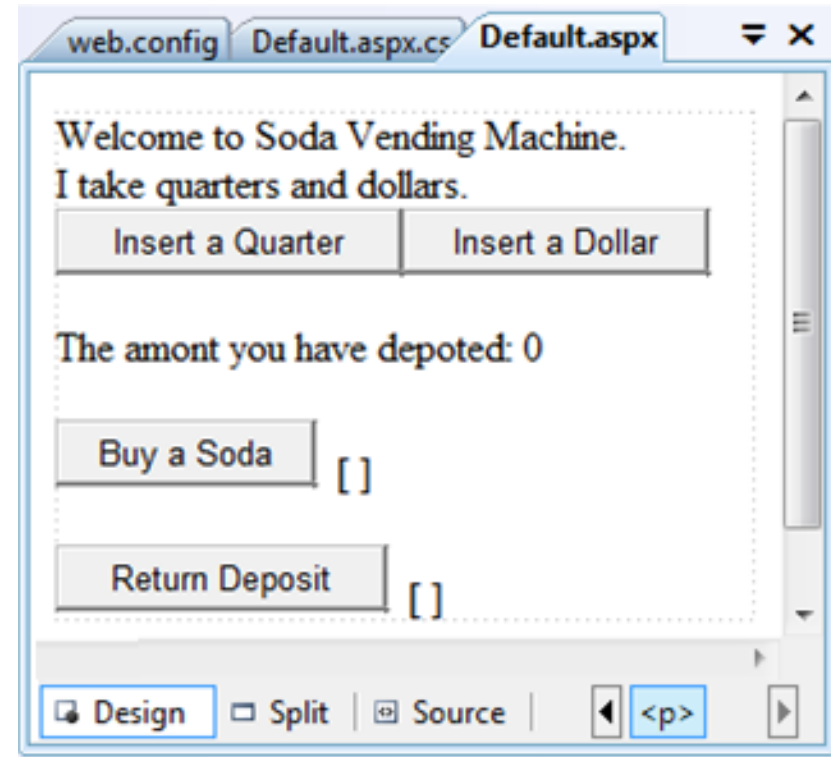 web.config Default.aspx.cs Default.aspx
Welcome to Soda Vending Machine.
I take quarters and dollars.
Insert a Quarter Insert a Dollar
The amont you have depoted: 0
Buy a Soda []
Return Deposit []
Design Split Source <p>